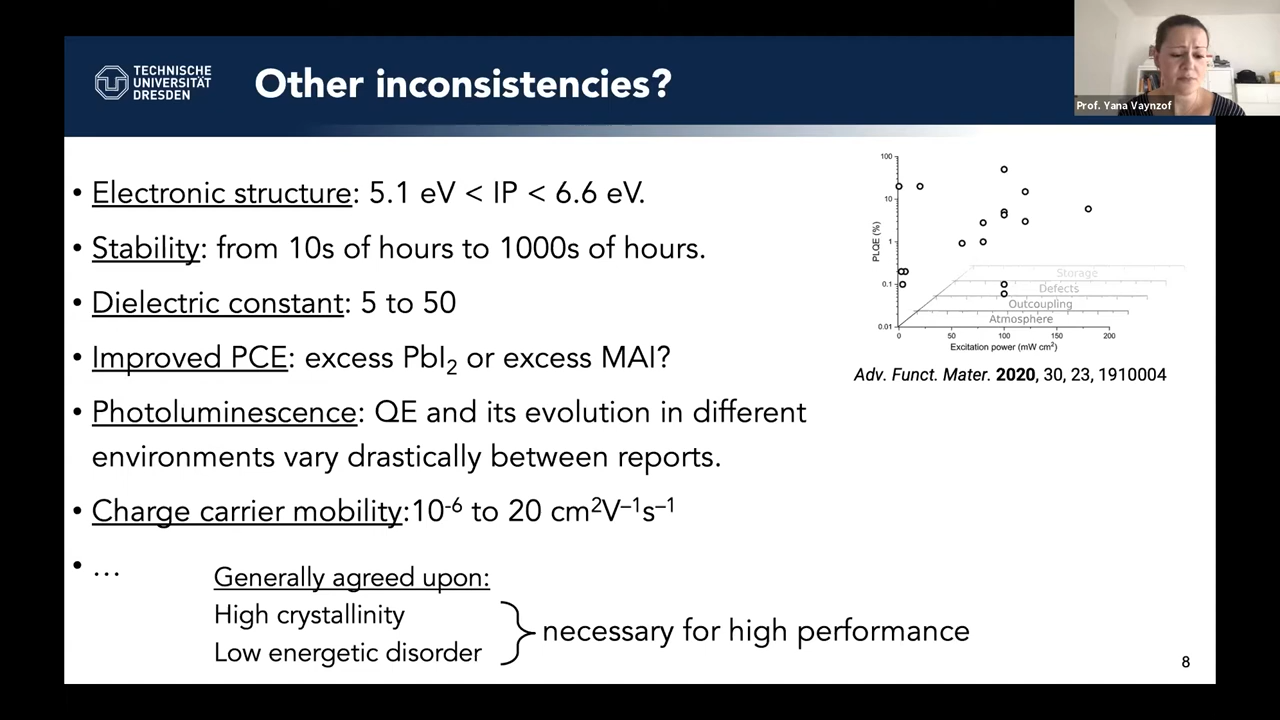 TECHNISCHE
UNIVERSITÄT
DRESDEN
Other inconsistencies?
Prof. Yana Vaynzof
• Electronic structure: 5.1 eV < IP < 6.6 eV.
• Stability: from 10s of hours to 1000s of hours.
• Dielectric constant: 5 to 50
• Improved PCE: excess PbI₂ or excess MAI?
• Photoluminescence: QE and its evolution in different
environments vary drastically between reports.
• Charge carrier mobility:10⁻⁶ to 20 cm²V⁻¹s⁻¹
• …
100
10
1
0.1
0.01
PLQE (%)
Storage
Defects
Outcoupling
Atmosphere
0 50 100 150 200
Excitation power (mW cm²)
Adv. Funct. Mater. 2020, 30, 23, 1910004
Generally agreed upon:
High crystallinity
Low energetic disorder
necessary for high performance
8